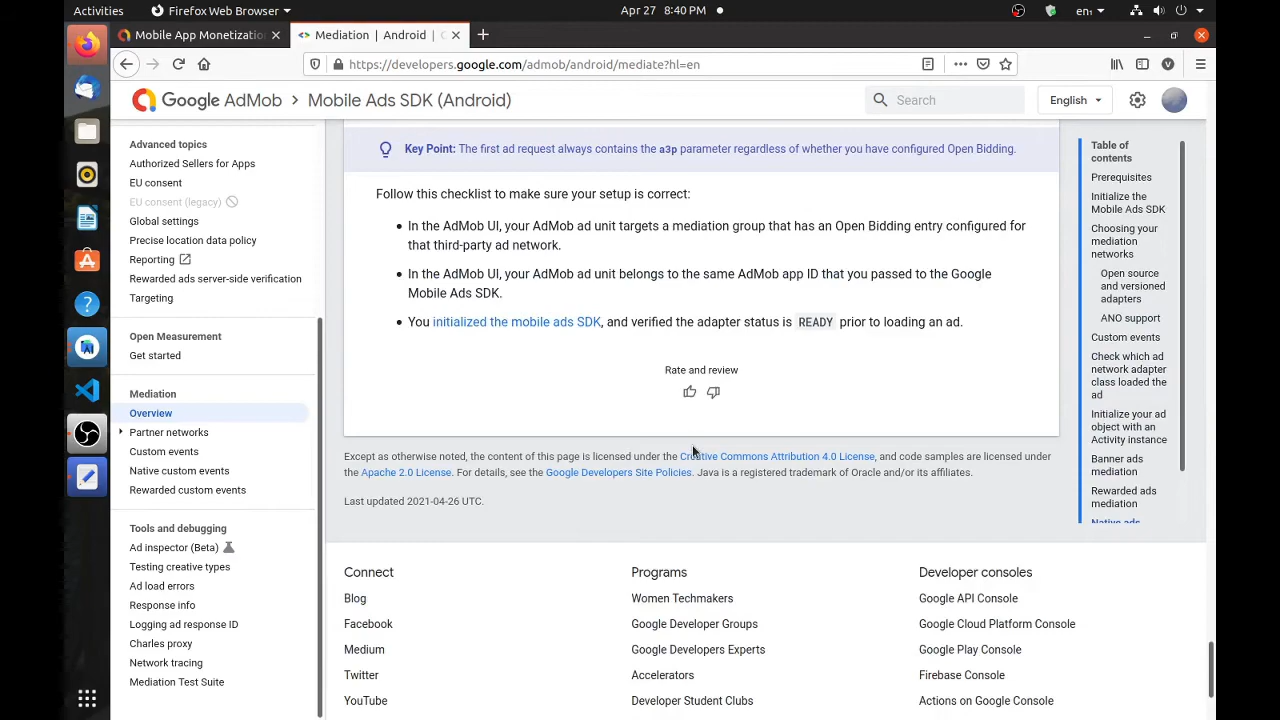 Activities
Firefox Web Browser
Apr 27 8:40 PM
en₁
Mobile App Monetization
Mediation | Android |
https://developers.google.com/admob/android/mediate?hl=en
Google AdMob
Mobile Ads SDK (Android)
Search
English
Advanced topics
Authorized Sellers for Apps
EU consent
EU consent (legacy)
Global settings
Precise location data policy
Reporting
Rewarded ads server-side verification
Targeting
Open Measurement
Get started
Mediation
Overview
Partner networks
Custom events
Native custom events
Rewarded custom events
Tools and debugging
Ad inspector (Beta)
Testing creative types
Ad load errors
Response info
Logging ad response ID
Charles proxy
Network tracing
Mediation Test Suite
Key Point: The first ad request always contains the a3p parameter regardless of whether you have configured Open Bidding.
Follow this checklist to make sure your setup is correct:
In the AdMob UI, your AdMob ad unit targets a mediation group that has an Open Bidding entry configured for
that third-party ad network.
In the AdMob UI, your AdMob ad unit belongs to the same AdMob app ID that you passed to the Google
Mobile Ads SDK.
You initialized the mobile ads SDK, and verified the adapter status is READY prior to loading an ad.
Rate and review
Except as otherwise noted, the content of this page is licensed under the Creative Commons Attribution 4.0 License, and code samples are licensed under
the Apache 2.0 License. For details, see the Google Developers Site Policies. Java is a registered trademark of Oracle and/or its affiliates.
Last updated 2021-04-26 UTC.
Table of
contents
Prerequisites
Initialize the
Mobile Ads SDK
Choosing your
mediation
networks
Open source
and versioned
adapters
ANO support
Custom events
Check which ad
network adapter
class loaded the
ad
Initialize your ad
object with an
Activity instance
Banner ads
mediation
Rewarded ads
mediation
Native ads
Connect
Blog
Facebook
Medium
Twitter
YouTube
Programs
Women Techmakers
Google Developer Groups
Google Developers Experts
Accelerators
Developer Student Clubs
Developer consoles
Google API Console
Google Cloud Platform Console
Google Play Console
Firebase Console
Actions on Google Console